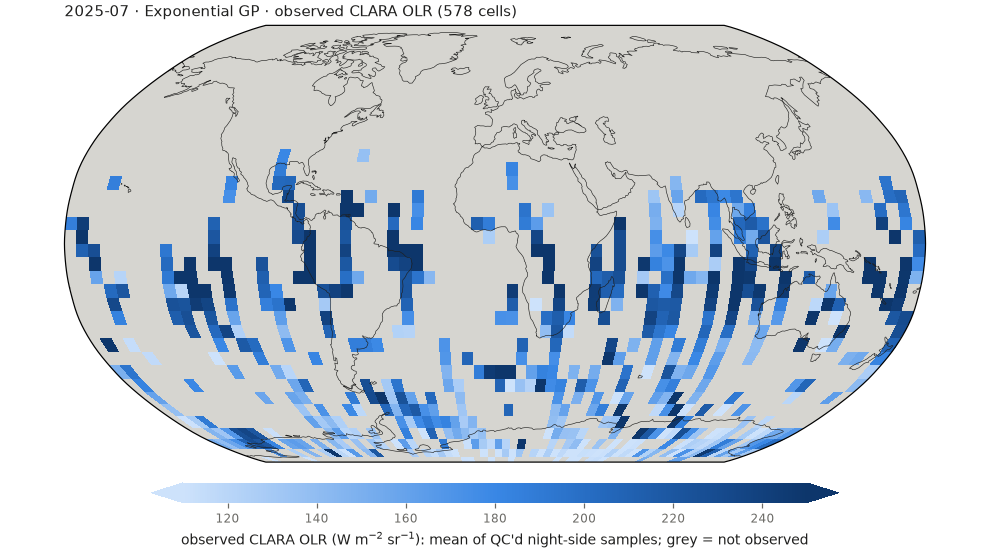 2025-07 · Exponential GP · observed CLARA OLR (578 cells)
120 140 160 180 200 220 240
observed CLARA OLR (W m⁻² sr⁻¹): mean of QC'd night-side samples; grey = not observed